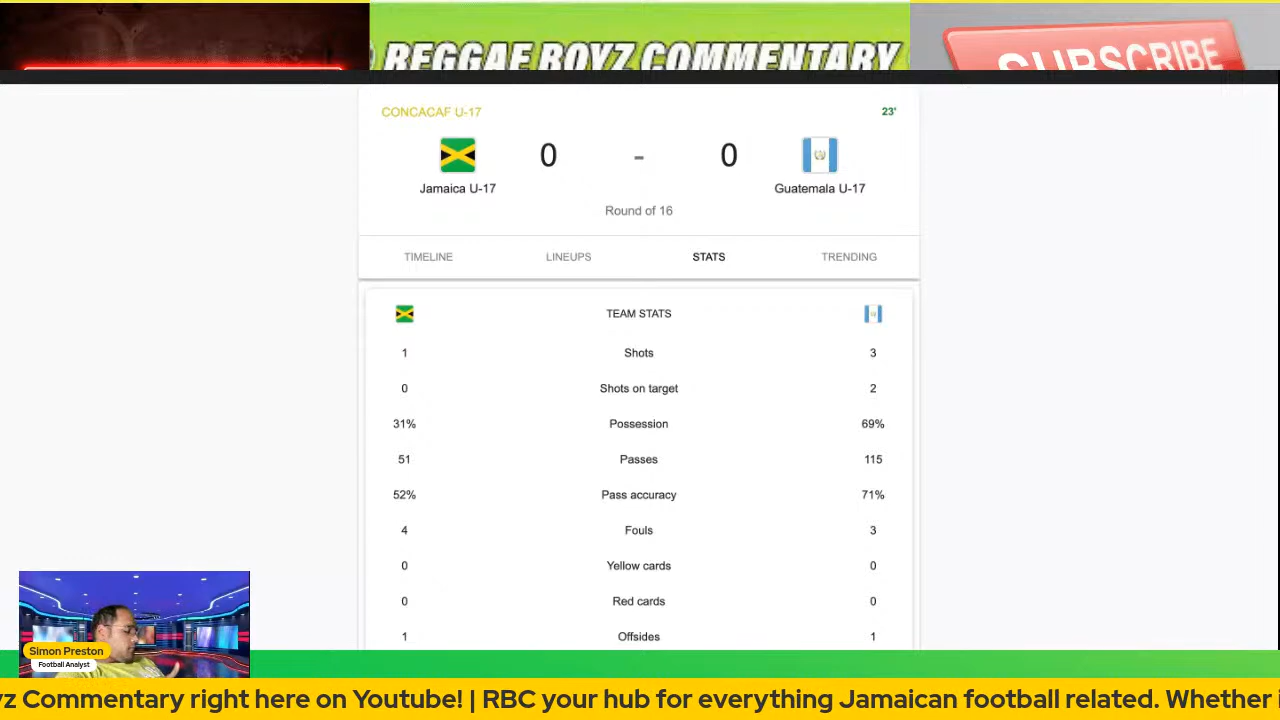 REGGAE BOYZ COMMENTARY
SUBSCRIBE
CONCACAF U-17
23'
0 - 0
Jamaica U-17
Guatemala U-17
Round of 16
TIMELINE LINEUPS STATS TRENDING
TEAM STATS
1 Shots 3
0 Shots on target 2
31% Possession 69%
51 Passes 115
52% Pass accuracy 71%
4 Fouls 3
0 Yellow cards 0
0 Red cards 0
1 Offsides 1
Simon Preston
Football Analyst
yz Commentary right here on Youtube! | RBC your hub for everything Jamaican football related. Whether i